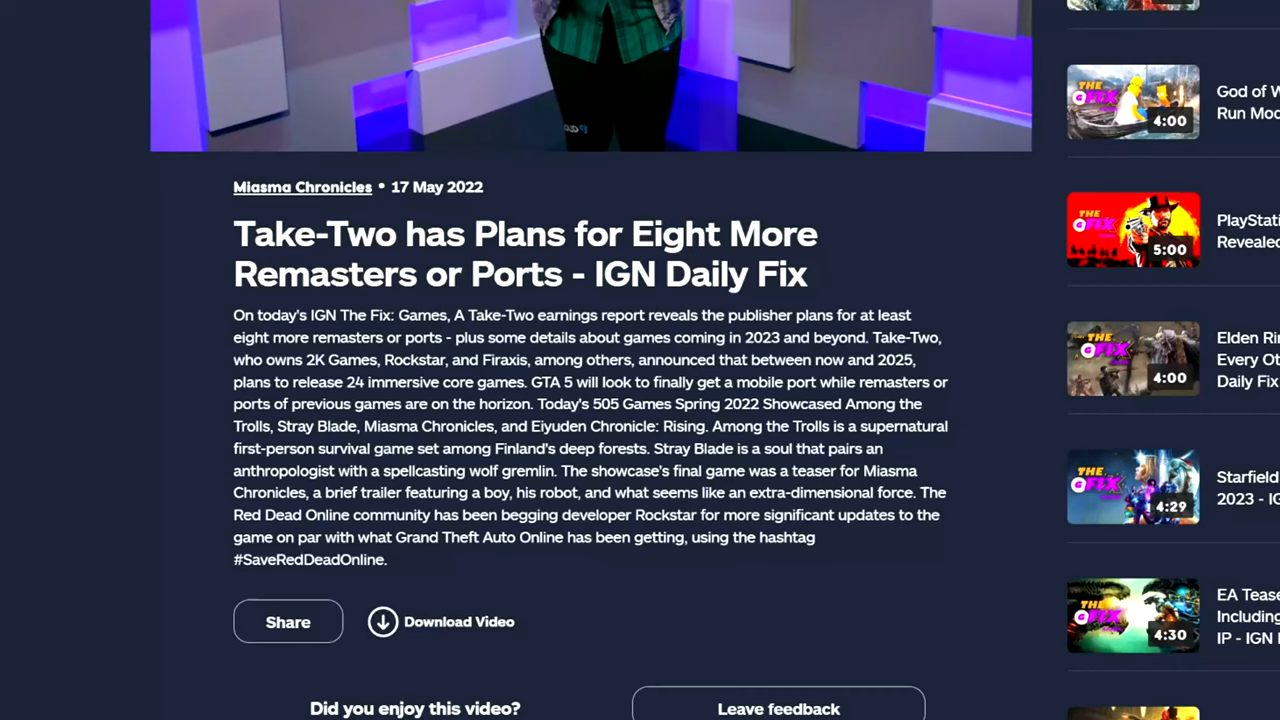 Miasma Chronicles • 17 May 2022
Take-Two has Plans for Eight More
Remasters or Ports - IGN Daily Fix
On today's IGN The Fix: Games, A Take-Two earnings report reveals the publisher plans for at least
eight more remasters or ports - plus some details about games coming in 2023 and beyond. Take-Two,
who owns 2K Games, Rockstar, and Firaxis, among others, announced that between now and 2025,
plans to release 24 immersive core games. GTA 5 will look to finally get a mobile port while remasters or
ports of previous games are on the horizon. Today's 505 Games Spring 2022 Showcased Among the
Trolls, Stray Blade, Miasma Chronicles, and Eiyuden Chronicle: Rising. Among the Trolls is a supernatural
first-person survival game set among Finland's deep forests. Stray Blade is a soul that pairs an
anthropologist with a spellcasting wolf gremlin. The showcase's final game was a teaser for Miasma
Chronicles, a brief trailer featuring a boy, his robot, and what seems like an extra-dimensional force. The
Red Dead Online community has been begging developer Rockstar for more significant updates to the
game on par with what Grand Theft Auto Online has been getting, using the hashtag
#SaveRedDeadOnline.
Share
Download Video
Did you enjoy this video?
Leave feedback
THE
FIX
4:00
God of
Run
THE
FIX
5:00
Revealed
THE
FIX
4:00
Elden
Every
Daily Fix
THE
FIX
4:29
Starfield
2023 -
THE
FIX
4:30
EA
Including
IP - IGN